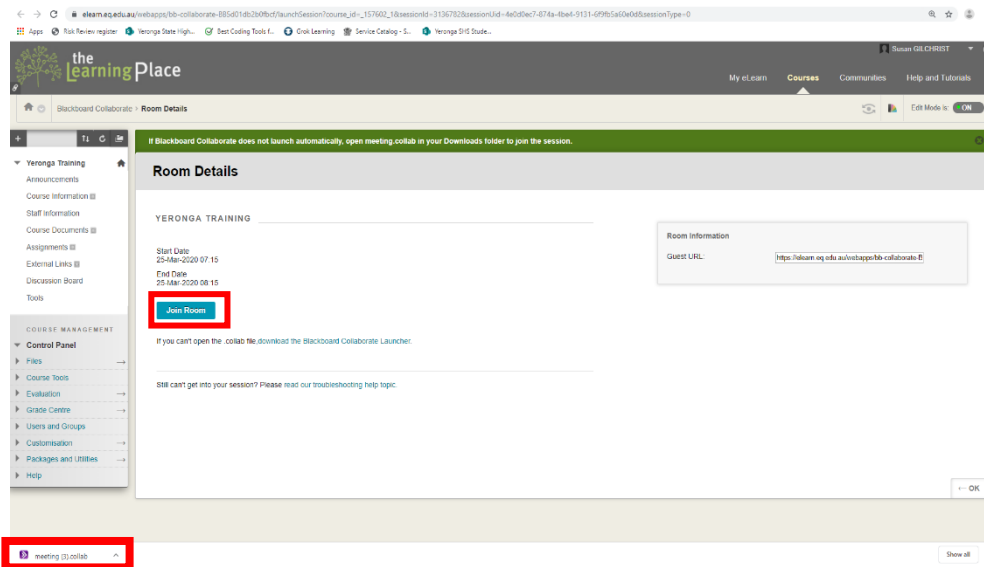 elearn.eq.edu.au/webapps/bb-collaborate-BB5d01db2b0fbcf/launchSession?course_id=_157602_1&sessionId=3136782&sessionUid=4e0d0ec7-874a-4be4-9131-6f9fb5a60e0d&sessionType=0
Apps Risk Review register Yeronga State High... Best Coding Tools f... Grok Learning Service Catalog - S... Yeronga SHS Stude...
Susan GILCHRIST
the
Learning Place
My eLearn Courses Communities Help and Tutorials
Blackboard Collaborate > Room Details
Edit Mode is: ON
If Blackboard Collaborate does not launch automatically, open meeting.collab in your Downloads folder to join the session.
Yeronga Training
Announcements
Course Information
Staff Information
Course Documents
Assignments
External Links
Discussion Board
Tools
COURSE MANAGEMENT
Control Panel
Files
Course Tools
Evaluation
Grade Centre
Users and Groups
Customisation
Packages and Utilities
Help
Room Details
YERONGA TRAINING
Start Date
25-Mar-2020 07:15
End Date
25-Mar-2020 08:15
Join Room
If you can't open the .collab file,download the Blackboard Collaborate Launcher.
Still can't get into your session? Please read our troubleshooting help topic.
Room Information
Guest URL: https://elearn.eq.edu.au/webapps/bb-collaborate-B
← OK
meeting (3).collab
Show all